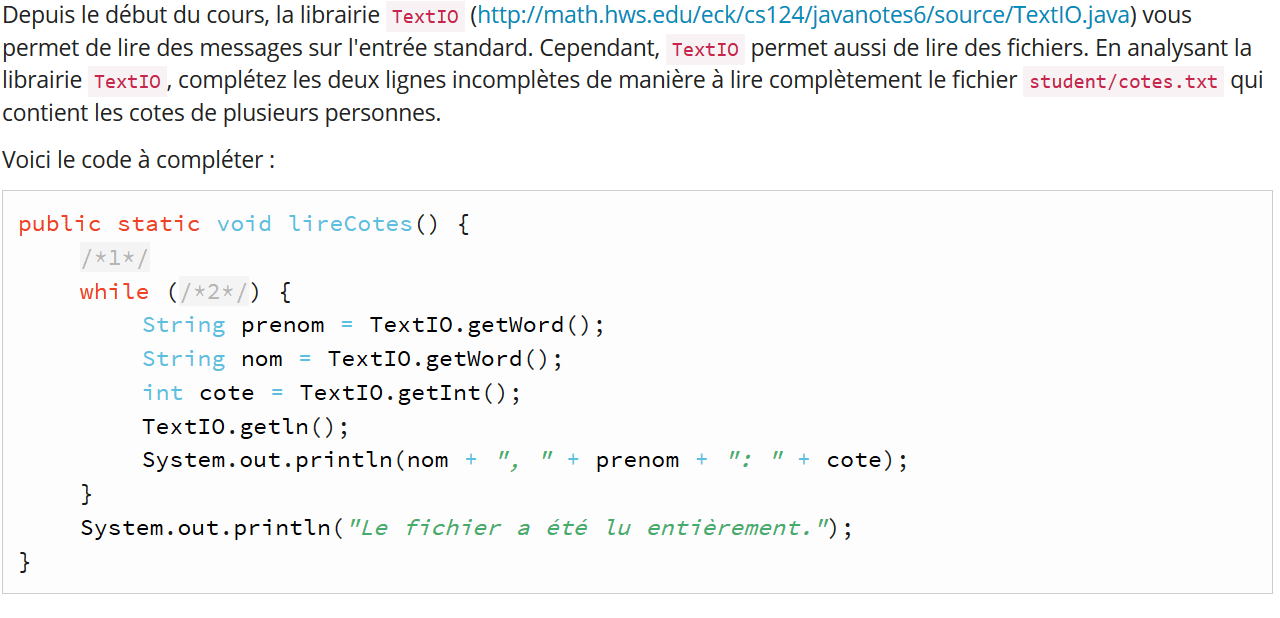 Depuis le début du cours, la librairie TextIO (http://math.hws.edu/eck/cs124/javanotes6/source/TextIO.java) vous
permet de lire des messages sur l'entrée standard. Cependant, TextIO permet aussi de lire des fichiers. En analysant la
librairie TextIO, complétez les deux lignes incomplètes de manière à lire complètement le fichier student/cotes.txt qui
contient les cotes de plusieurs personnes.
Voici le code à compléter :
public static void lireCotes() {
/*1*/
while (/*2*/) {
String prenom = TextIO.getWord();
String nom = TextIO.getWord();
int cote = TextIO.getInt();
TextIO.getln();
System.out.println(nom + ", " + prenom + ": " + cote);
}
System.out.println("Le fichier a été lu entièrement.");
}